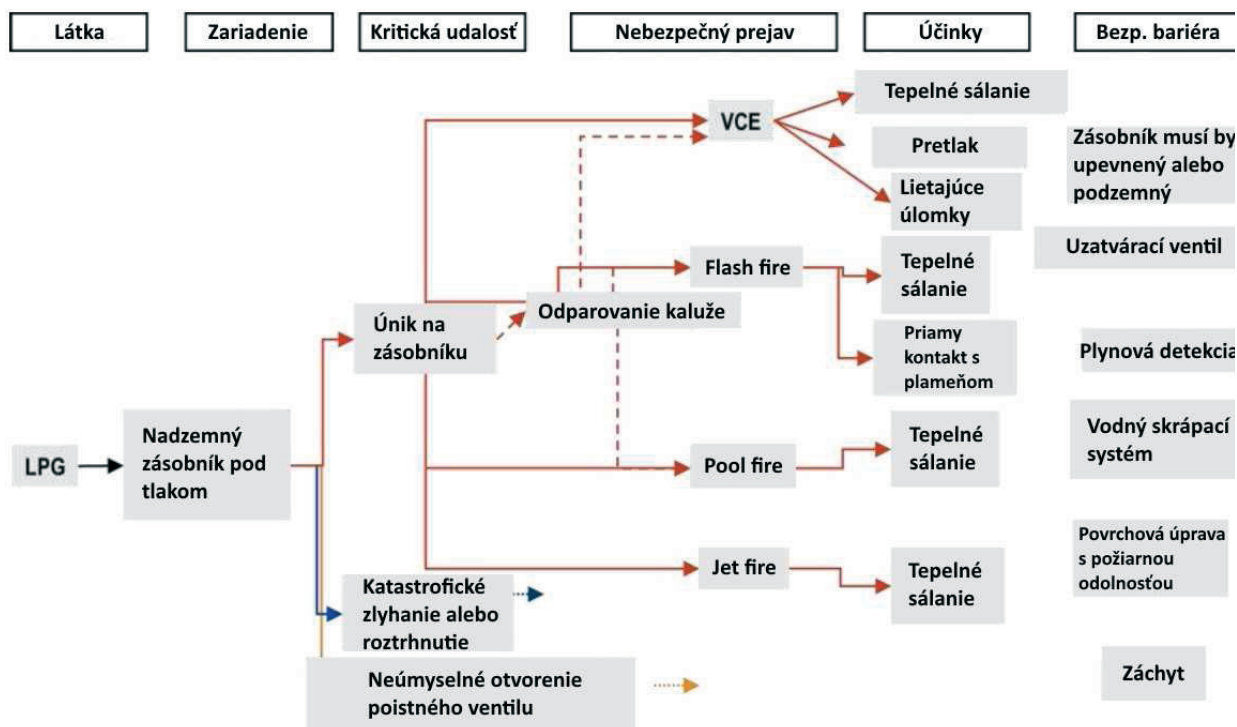 Látka
Zariadenie
Kritická udalosť
Nebezpečný prejav
Účinky
Bezp. bariéra
LPG
Nadzemný
zásobník pod
tlakom
Únik na
zásobníku
Katastrofické
zlyhanie alebo
roztrhnutie
Neúmyselné otvorenie
poistného ventilu
Odparovanie kaluže
VCE
Flash fire
Pool fire
Jet fire
Tepelné sálanie
Pretlak
Lietajúce
úlomky
Tepelné
sálanie
Priamy
kontakt s
plameňom
Tepelné
sálanie
Tepelné
sálanie
Zásobník musí by
upevnený alebo
podzemný
Uzatvárací ventil
Plynová detekcia
Vodný skrápací
systém
Povrchová úprava
s požiarnou
odolnosťou
Záchyt